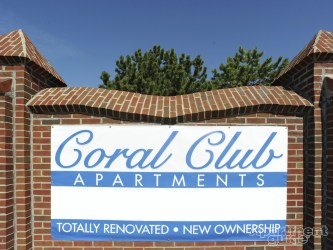 Coral Club
APARTMENTS
TOTALLY RENOVATED • NEW OWNERSHIP